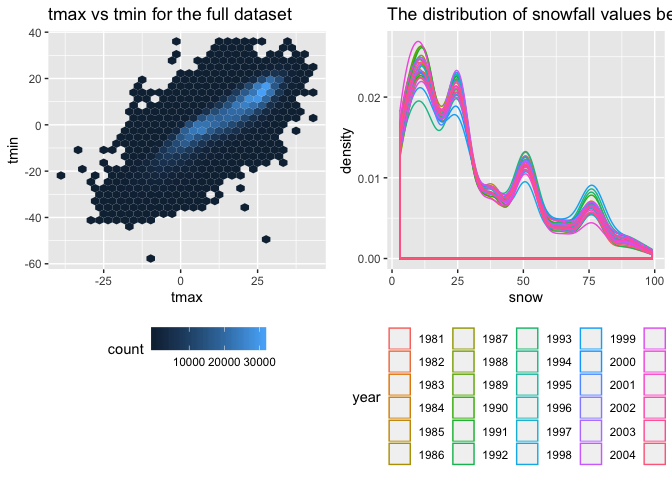 tmax vs tmin for the full dataset
40
20
0
-20
-40
-60
tmin
-25
0
25
tmax
count
10000 20000 30000
The distribution of snowfall values be
0.02
0.01
0.00
density
0
25
50
75
100
snow
year
1981 1987 1993 1999
1982 1988 1994 2000
1983 1989 1995 2001
1984 1990 1996 2002
1985 1991 1997 2003
1986 1992 1998 2004